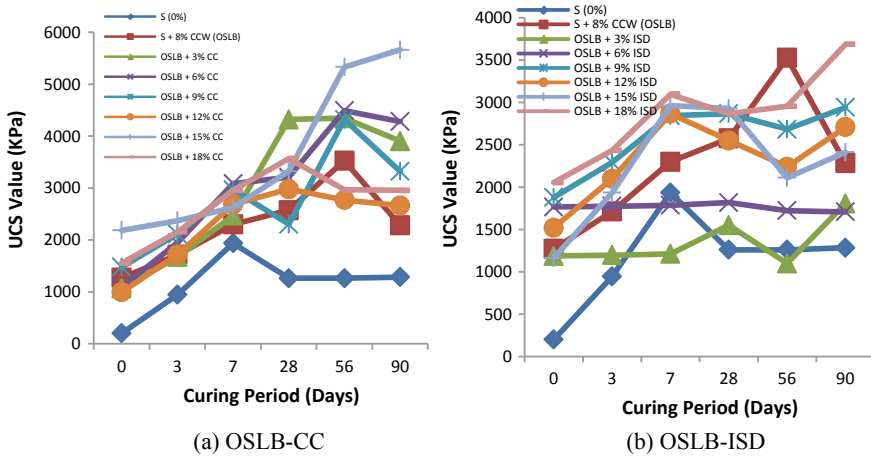 S (0%)
S + 8% CCW (OSLB)
OSLB + 3% CC
OSLB + 6% CC
OSLB + 9% CC
OSLB + 12% CC
OSLB + 15% CC
OSLB + 18% CC
UCS Value (KPa)
6000
5000
4000
3000
2000
1000
0
0 3 7 28 56 90
Curing Period (Days)
(a) OSLB-CC
S (0%)
S + 8% CCW (OSLB)
OSLB + 3% ISD
OSLB + 6% ISD
OSLB + 9% ISD
OSLB + 12% ISD
OSLB + 15% ISD
OSLB + 18% ISD
UCS Value (KPa)
4000
3500
3000
2500
2000
1500
1000
500
0
0 3 7 28 56 90
Curing Period (Days)
(b) OSLB-ISD